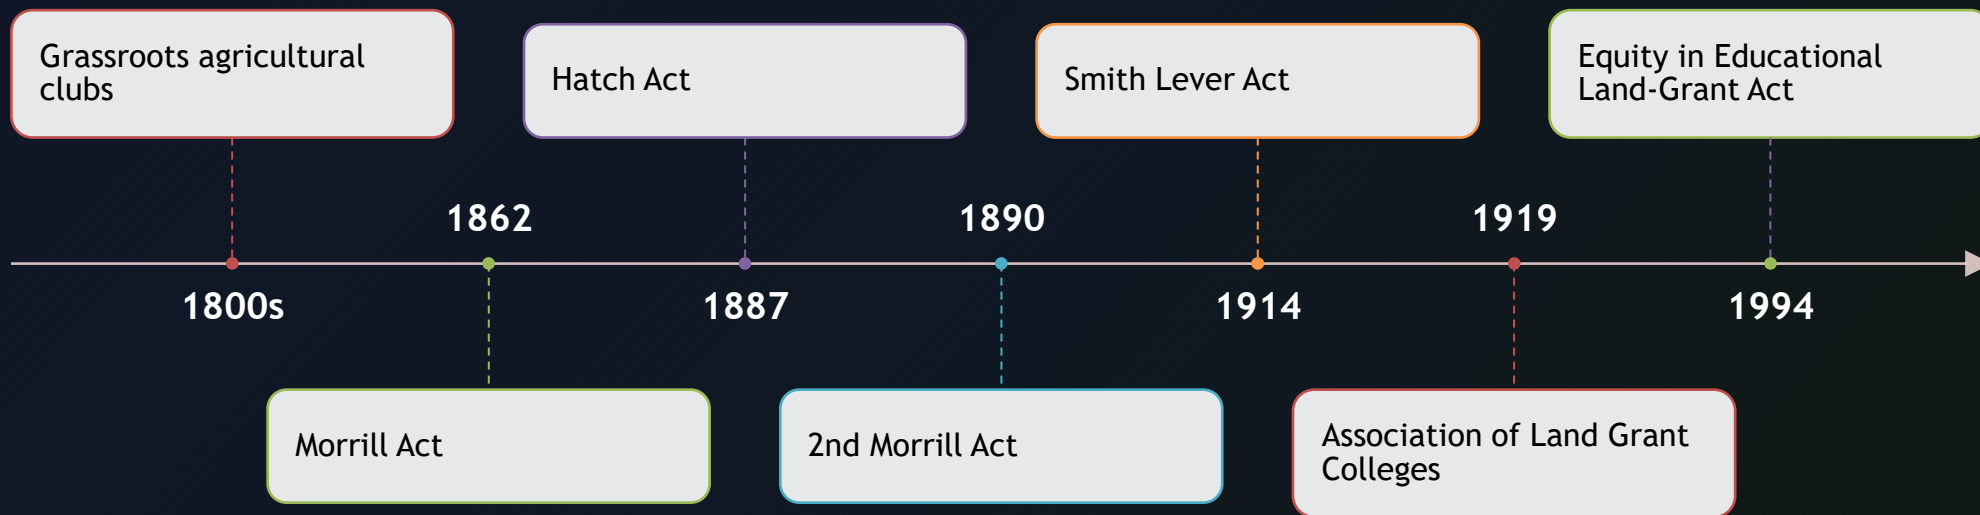 Grassroots agricultural
clubs
Hatch Act
Smith Lever Act
Equity in Educational
Land-Grant Act
1862
1890
1919
1800s
1887
1914
1994
Morrill Act
2nd Morrill Act
Association of Land Grant
Colleges